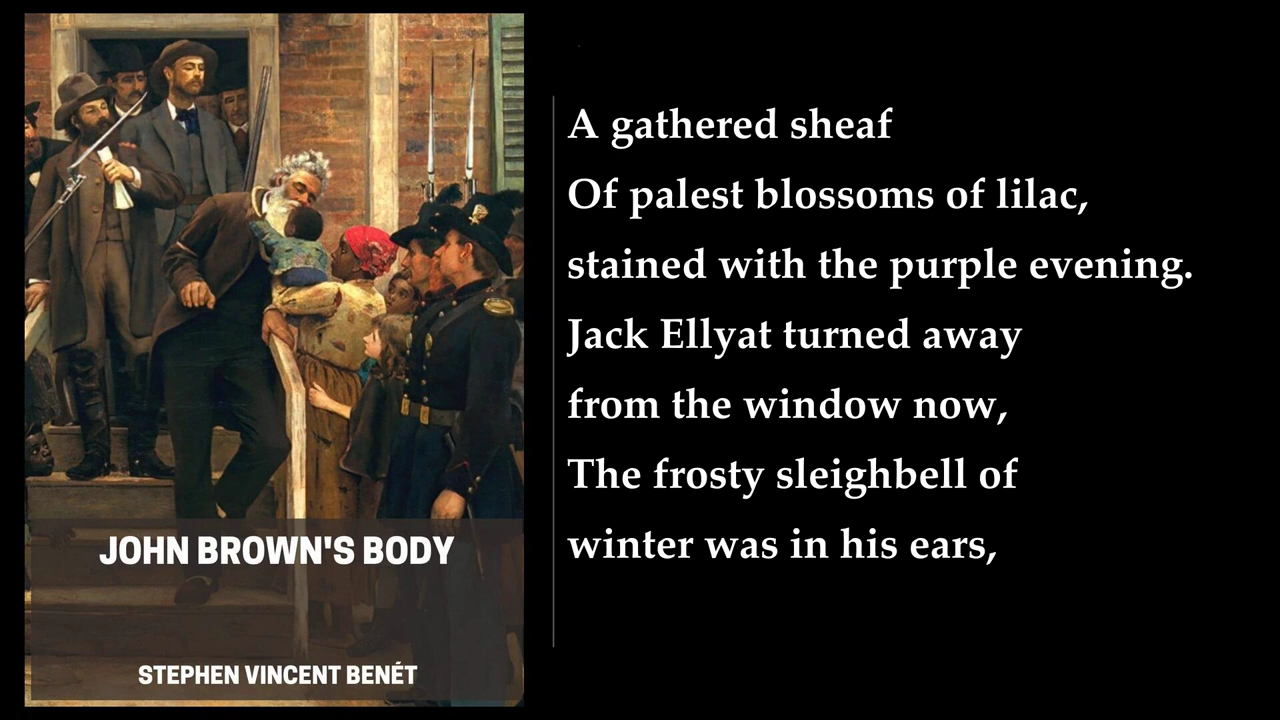 JOHN BROWN'S BODY
STEPHEN VINCENT BENÉT
A gathered sheaf
Of palest blossoms of lilac,
stained with the purple evening.
Jack Ellyat turned away
from the window now,
The frosty sleighbell of
winter was in his ears,